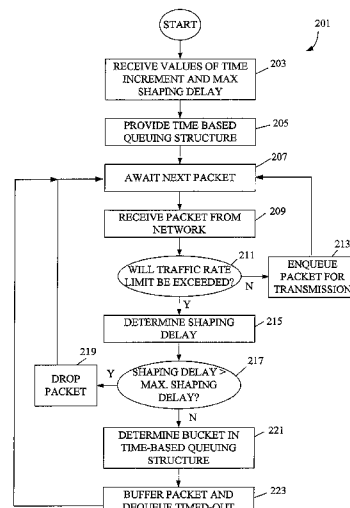 START
201
RECEIVE VALUES OF TIME
INCREMENT AND MAX
SHAPING DELAY
203
PROVIDE TIME BASED
QUEUING STRUCTURE
205
207
AWAIT NEXT PACKET
RECEIVE PACKET FROM
NETWORK
209
211
WILL TRAFFIC RATE
LIMIT BE EXCEEDED?
N
213
ENQUEUE
PACKET FOR
TRANSMISSION
Y
DETERMINE SHAPING
DELAY
215
217
SHAPING DELAY >
MAX. SHAPING
DELAY?
Y
219
DROP
PACKET
N
DETERMINE BUCKET IN
TIME-BASED QUEUING
STRUCTURE
221
BUFFER PACKET AND
DEQUEUE TIMED-OUT
223